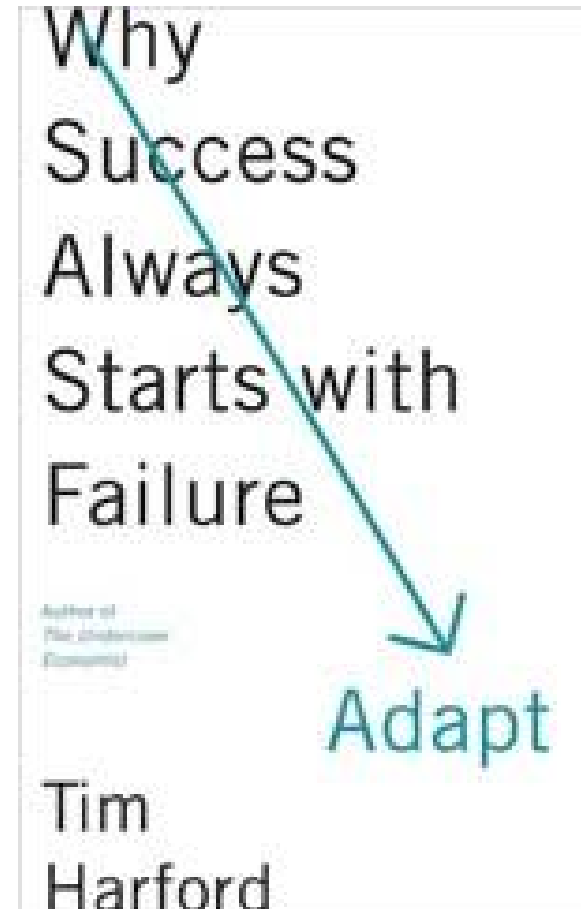 Why
Success
Always
Starts with
Failure
Author of
The Undercover
Economist
Adapt
Tim
Harford